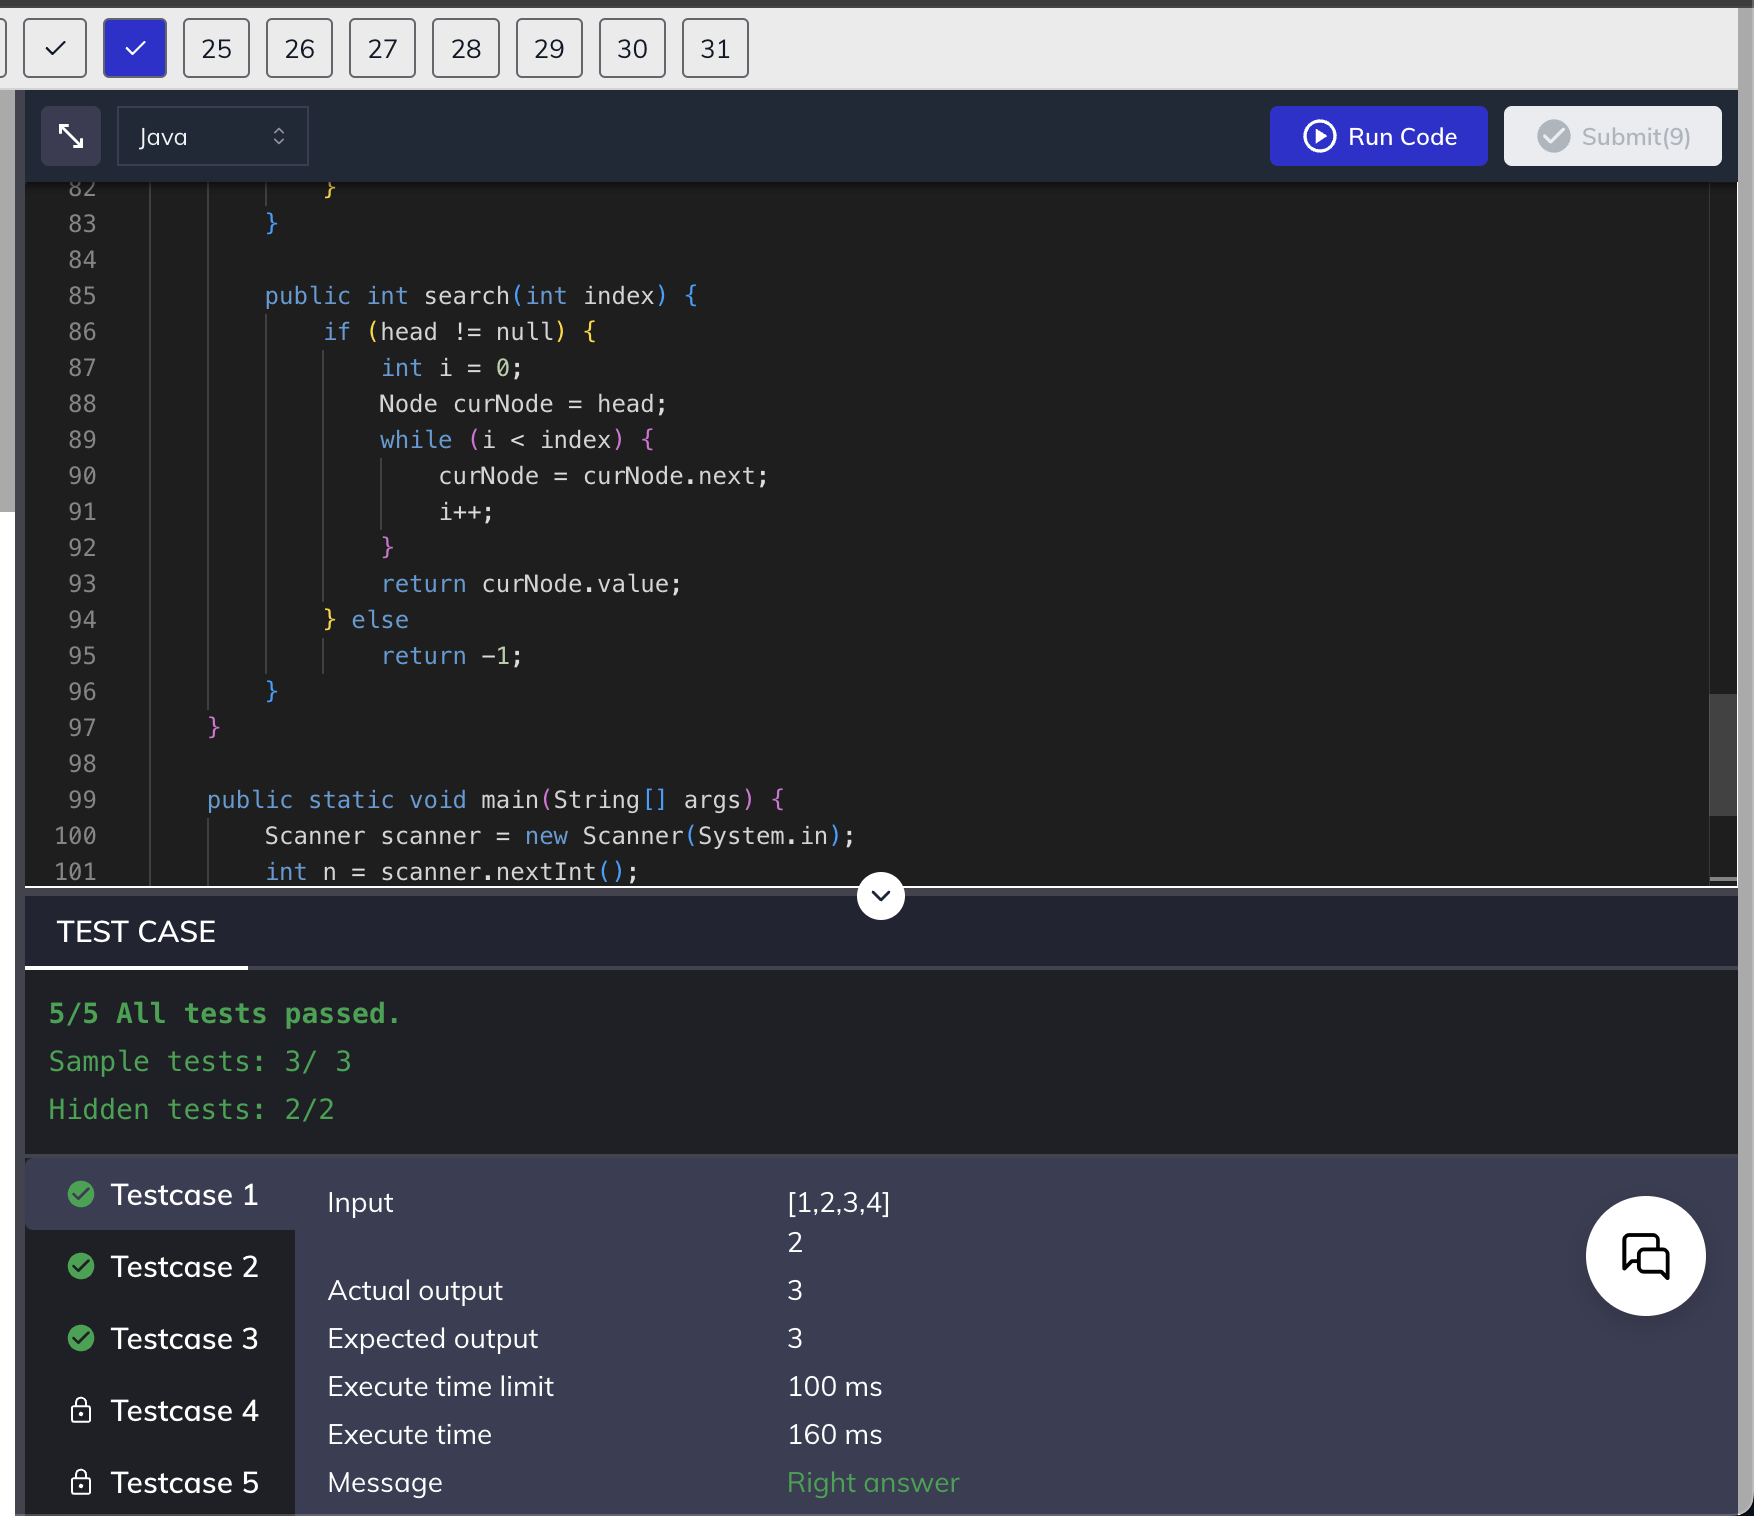 25 26 27 28 29 30 31
Java Run Code Submit(9)
82 }
83 }
84
85 public int search(int index) {
86 if (head != null) {
87 int i = 0;
88 Node curNode = head;
89 while (i < index) {
90 curNode = curNode.next;
91 i++;
92 }
93 return curNode.value;
94 } else
95 return -1;
96 }
97 }
98
99 public static void main(String[] args) {
100 Scanner scanner = new Scanner(System.in);
101 int n = scanner.nextInt();
TEST CASE
5/5 All tests passed.
Sample tests: 3/ 3
Hidden tests: 2/2
Testcase 1
Testcase 2
Testcase 3
Testcase 4
Testcase 5
Input [1,2,3,4]
2
Actual output 3
Expected output 3
Execute time limit 100 ms
Execute time 160 ms
Message Right answer